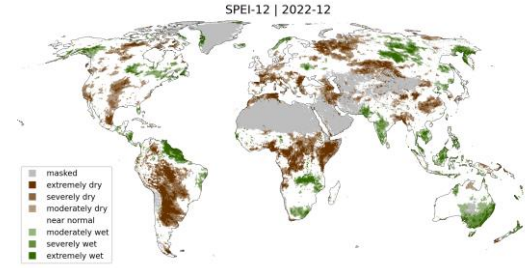 SPEI-12 | 2022-12
masked
extremely dry
severely dry
moderately dry
near normal
moderately wet
severely wet
extremely wet